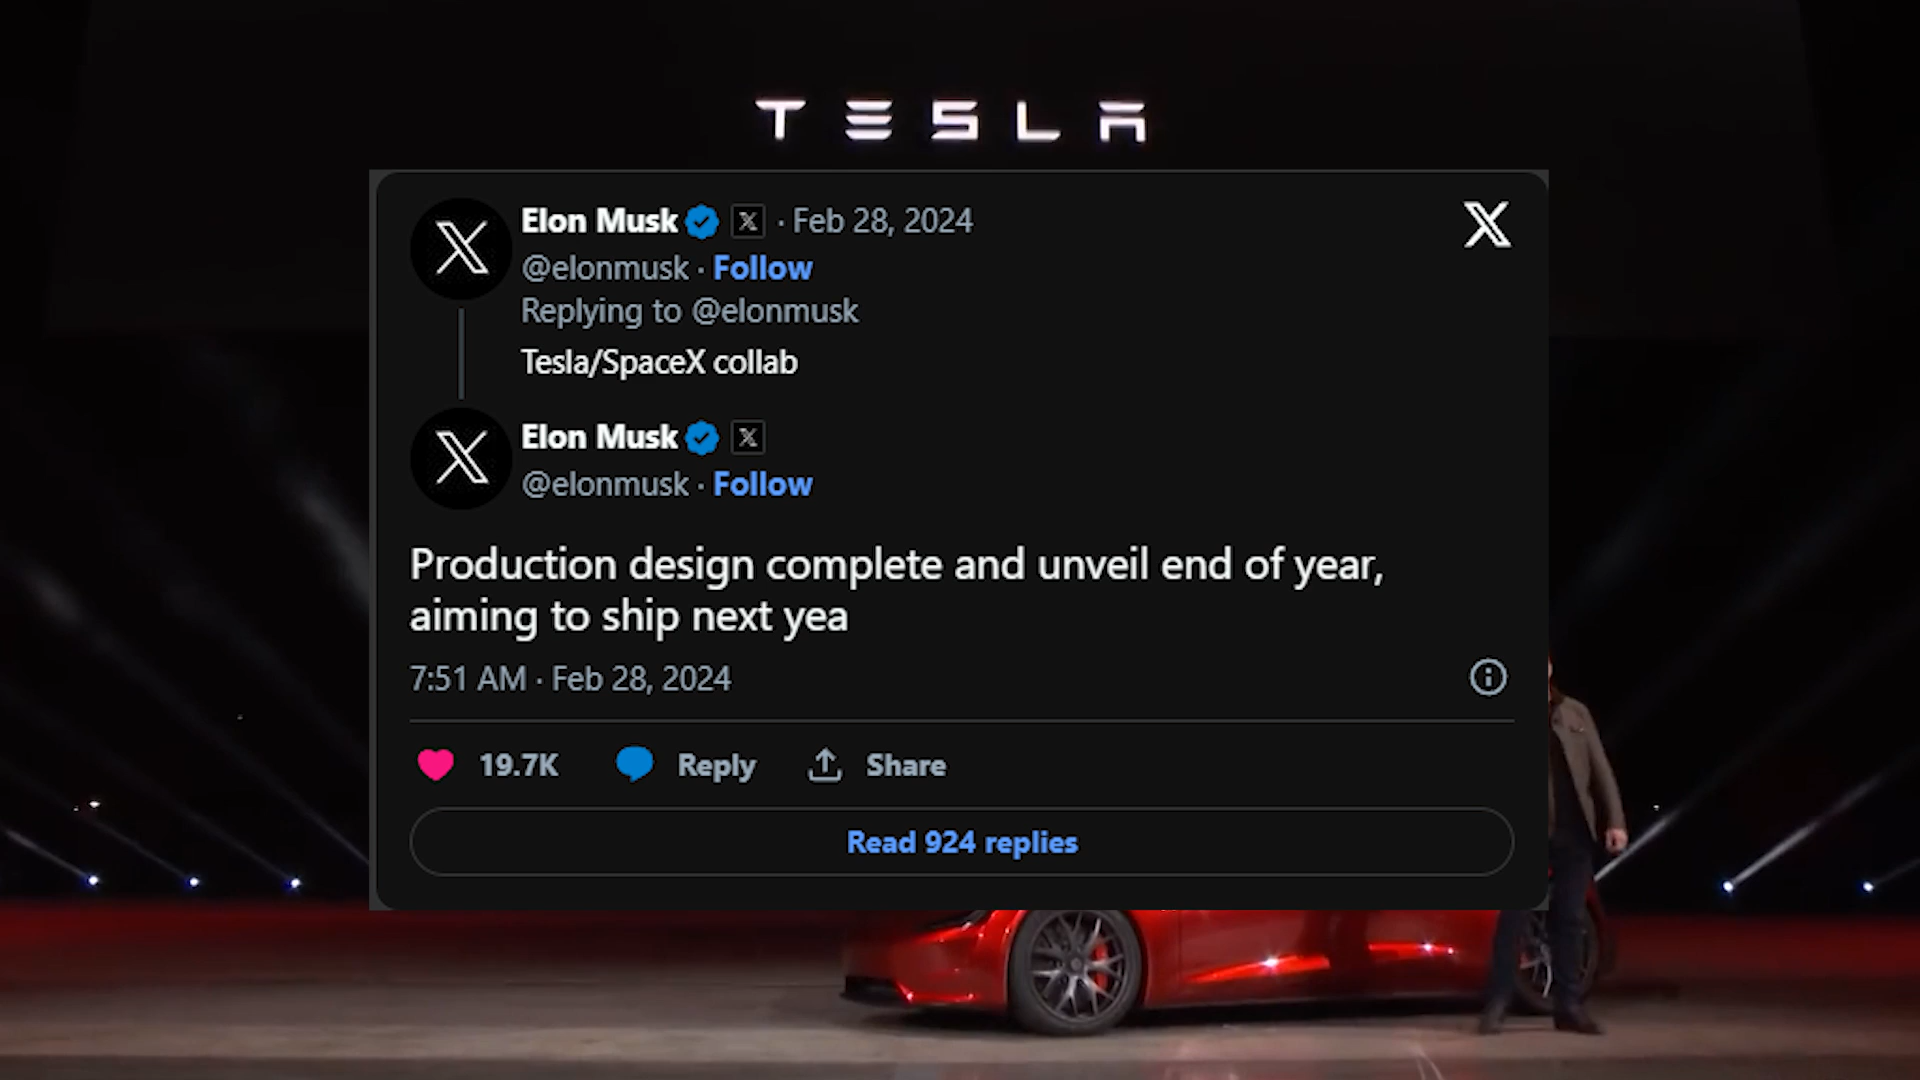 TESLA
Elon Musk · Feb 28, 2024
@elonmusk · Follow
Replying to @elonmusk
Tesla/SpaceX collab
Elon Musk
@elonmusk · Follow
Production design complete and unveil end of year,
aiming to ship next yea
7:51 AM · Feb 28, 2024
19.7K Reply Share
Read 924 replies